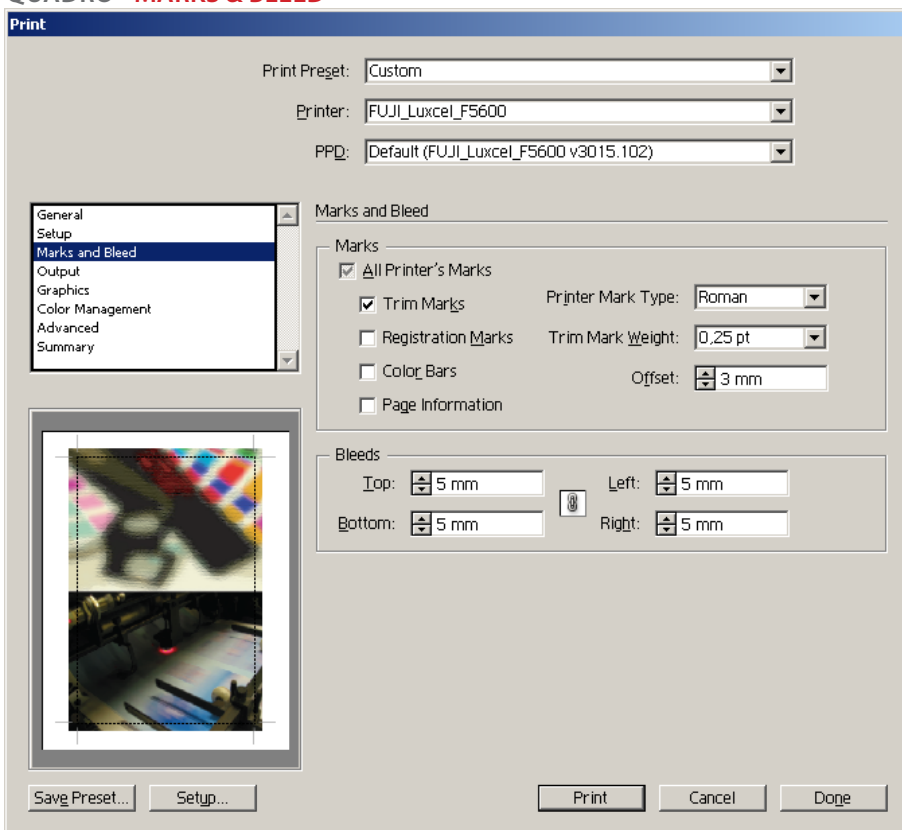 QUADRO - MARKS & BLEED
Print
Print Preset: Custom
Printer: FUJI_Luxcel_F5600
PPD: Default (FUJI_Luxcel_F5600 v3015.102)
General
Setup
Marks and Bleed
Output
Graphics
Color Management
Advanced
Summary
Marks and Bleed
Marks
All Printer's Marks
Trim Marks
Registration Marks
Color Bars
Page Information
Printer Mark Type: Roman
Trim Mark Weight: 0,25 pt
Offset: 3 mm
Bleeds
Top: 5 mm Left: 5 mm
Bottom: 5 mm Right: 5 mm
Save Preset... Setup... Print Cancel Done